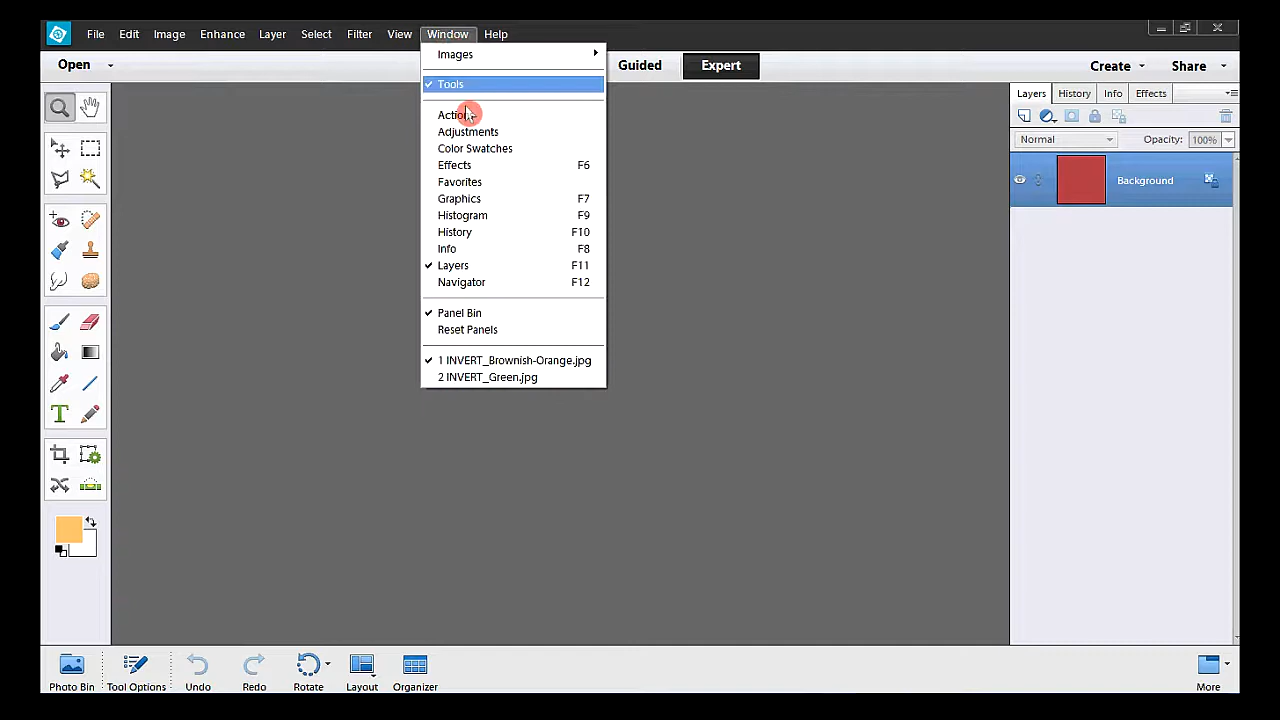 File Edit Image Enhance Layer Select Filter View Window Help
Open Guided Expert Create Share
Images
Tools
Actions
Adjustments
Color Swatches
Effects F6
Favorites
Graphics F7
Histogram F9
History F10
Info F8
Layers F11
Navigator F12
Panel Bin
Reset Panels
1 INVERT_Brownish-Orange.jpg
2 INVERT_Green.jpg
Layers History Info Effects
Normal Opacity: 100%
Background
Photo Bin Tool Options Undo Redo Rotate Layout Organizer More